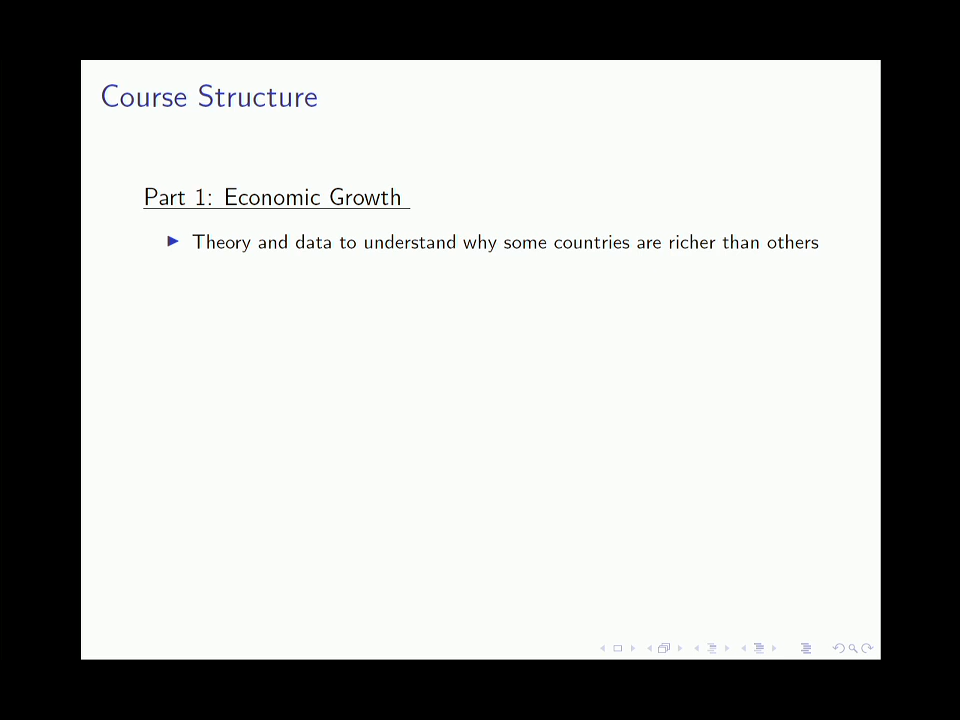 Course Structure
Part 1: Economic Growth
Theory and data to understand why some countries are richer than others